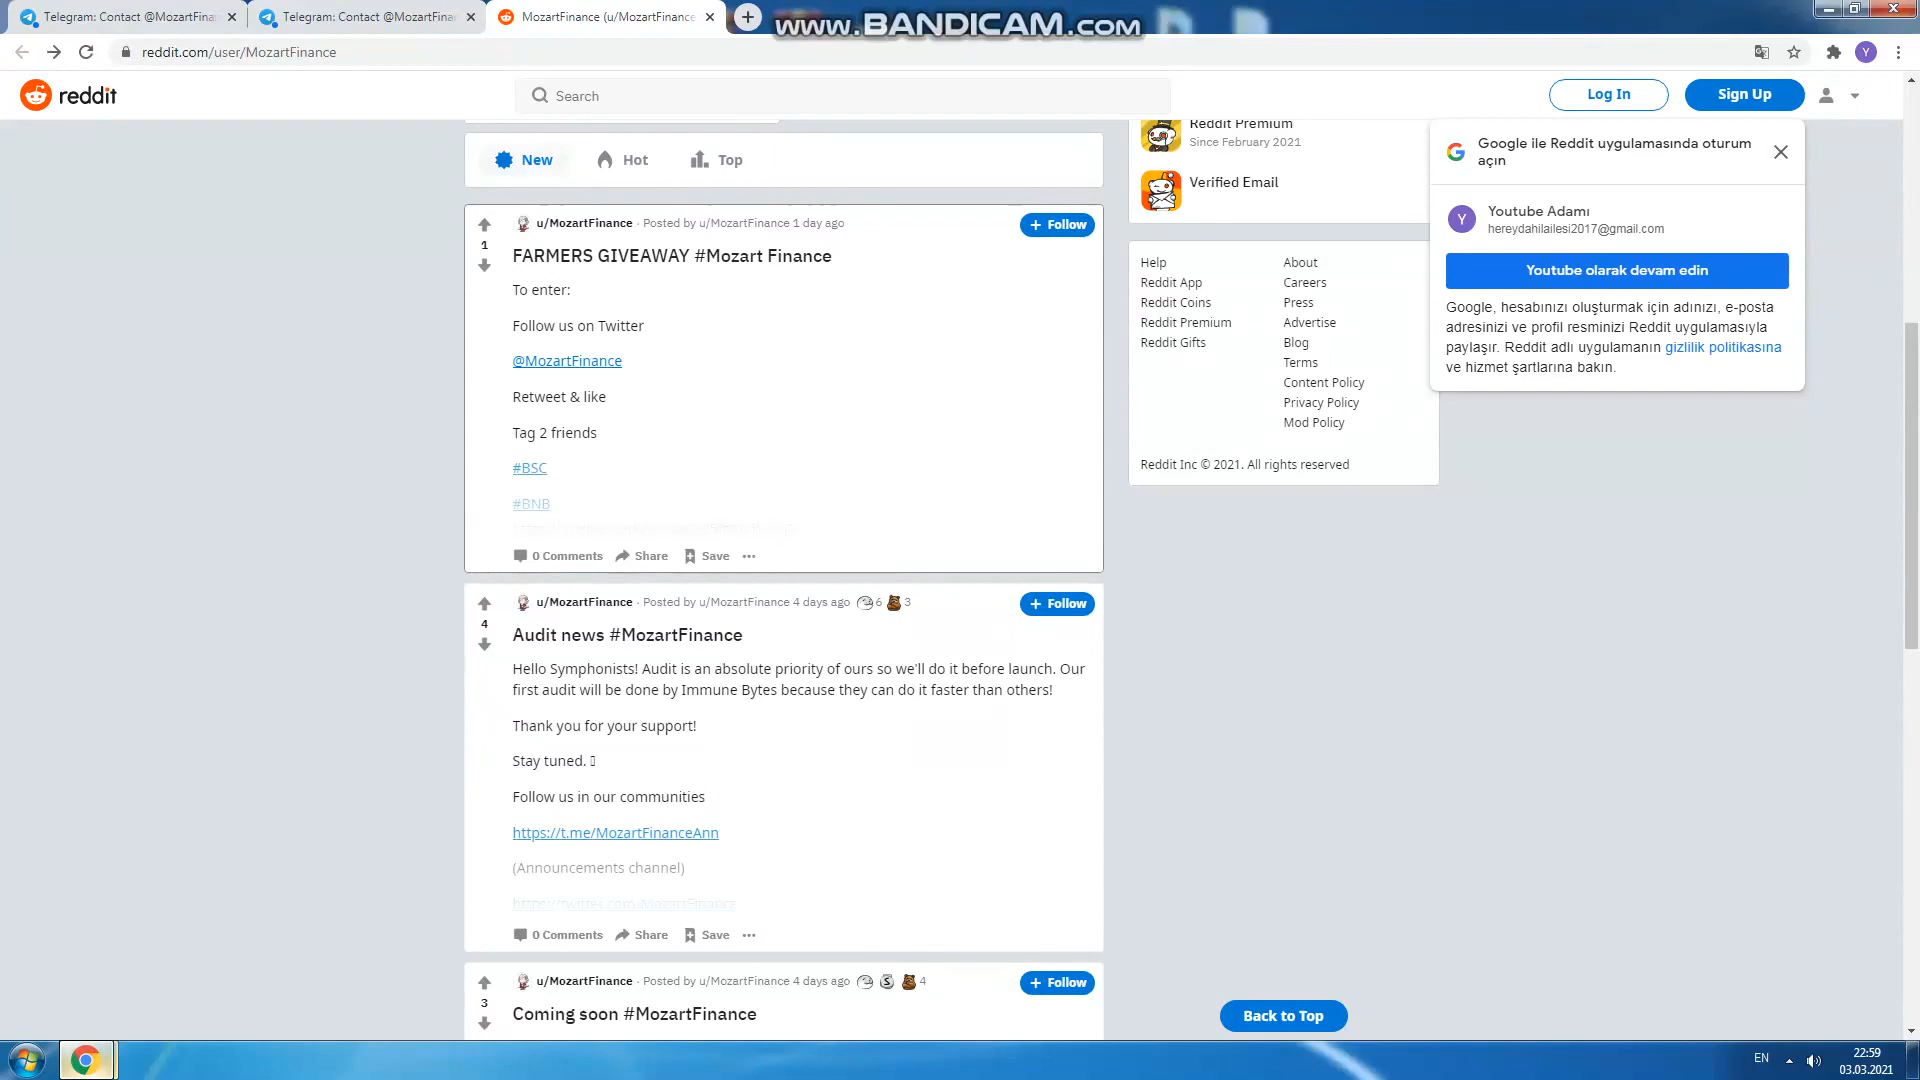 Telegram: Contact @MozartFina
Telegram: Contact @MozartFinan
MozartFinance (u/MozartFinance
www.BANDICAM.com
reddit.com/user/MozartFinance
Y
reddit
Search
Log In
Sign Up
New
Hot
Top
Reddit Premium
Since February 2021
Verified Email
Google ile Reddit uygulamasında oturum
açın
Y
Youtube Adamı
hereydahilailesi2017@gmail.com
Youtube olarak devam edin
Google, hesabınızı oluşturmak için adınızı, e-posta
adresinizi ve profil resminizi Reddit uygulamasıyla
paylaşır. Reddit adlı uygulamanın gizlilik politikasına
ve hizmet şartlarına bakın.
u/MozartFinance · Posted by u/MozartFinance 1 day ago
Follow
1
FARMERS GIVEAWAY #Mozart Finance
To enter:
Follow us on Twitter
@MozartFinance
Retweet & like
Tag 2 friends
#BSC
#BNB
0 Comments Share Save
Help
Reddit App
Reddit Coins
Reddit Premium
Reddit Gifts
About
Careers
Press
Advertise
Blog
Terms
Content Policy
Privacy Policy
Mod Policy
Reddit Inc © 2021. All rights reserved
u/MozartFinance · Posted by u/MozartFinance 4 days ago 6 3
Follow
4
Audit news #MozartFinance
Hello Symphonists! Audit is an absolute priority of ours so we'll do it before launch. Our
first audit will be done by Immune Bytes because they can do it faster than others!
Thank you for your support!
Stay tuned.
Follow us in our communities
https://t.me/MozartFinanceAnn
(Announcements channel)
https://twitter.com/MozartFinance
0 Comments Share Save
u/MozartFinance · Posted by u/MozartFinance 4 days ago 4
Follow
3
Coming soon #MozartFinance
Back to Top
EN
22:59
03.03.2021